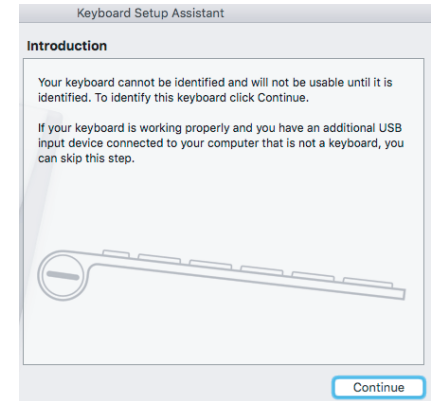 Keyboard Setup Assistant
Introduction
Your keyboard cannot be identified and will not be usable until it is
identified. To identify this keyboard click Continue.
If your keyboard is working properly and you have an additional USB
input device connected to your computer that is not a keyboard, you
can skip this step.
Continue